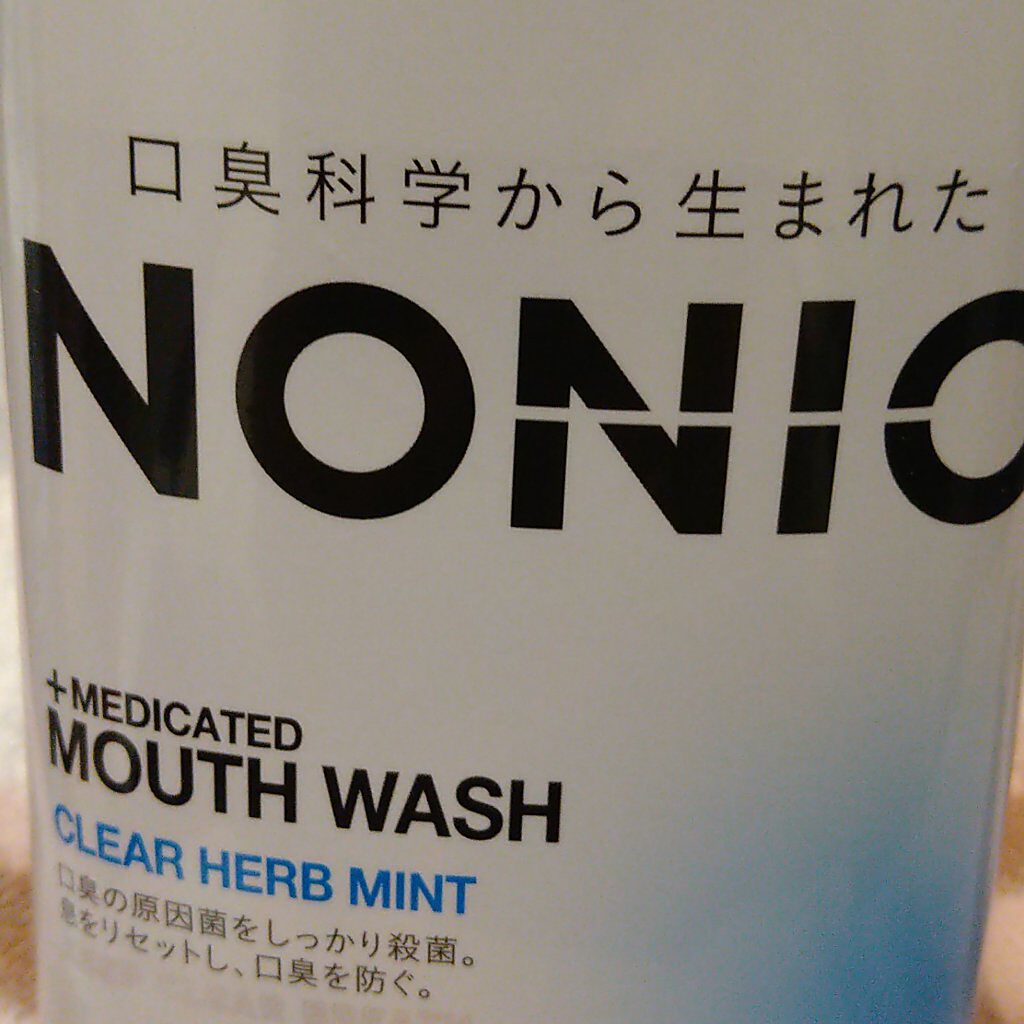 口臭科学から生まれた
NONIO
+MEDICATED
MOUTH WASH
CLEAR HERB MINT
口臭の原因菌をしっかり殺菌。
息をリセットし、口臭を防ぐ。